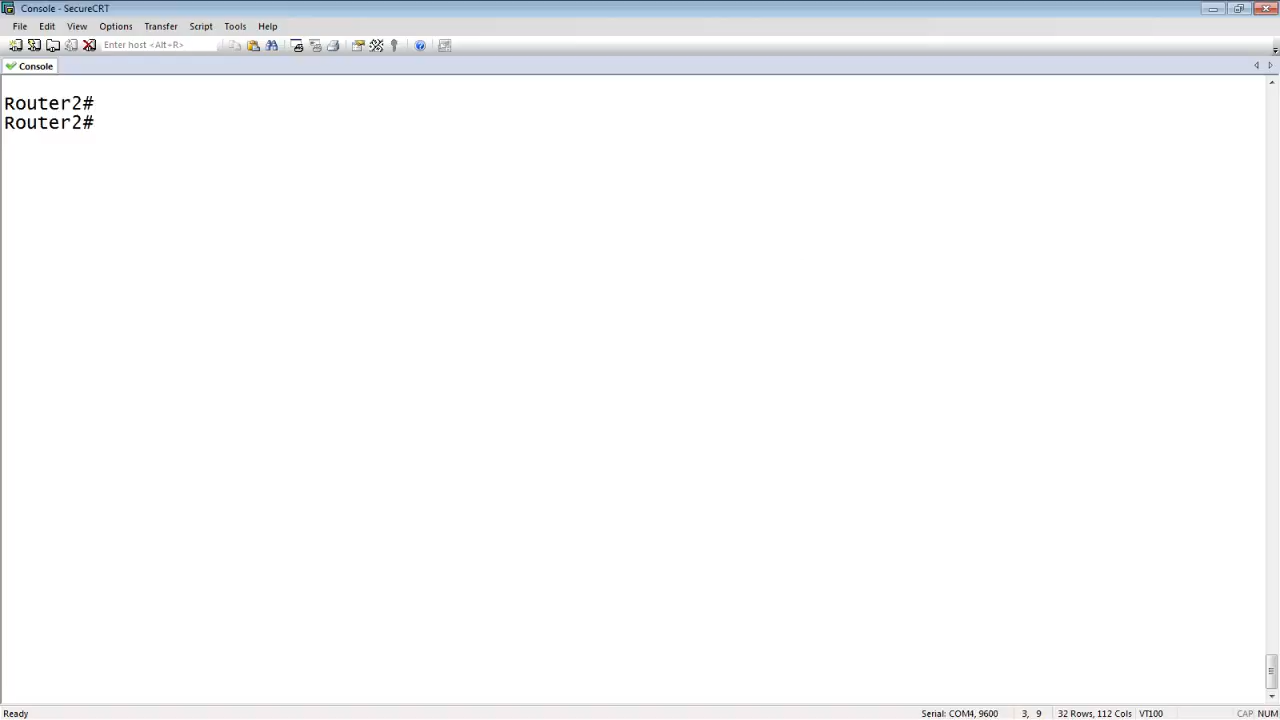 Console - SecureCRT
File Edit View Options Transfer Script Tools Help
Enter host <Alt+R>
Console
Router2#
Router2#
Ready Serial: COM4, 9600 3, 9 32 Rows, 112 Cols VT100 CAP NUM